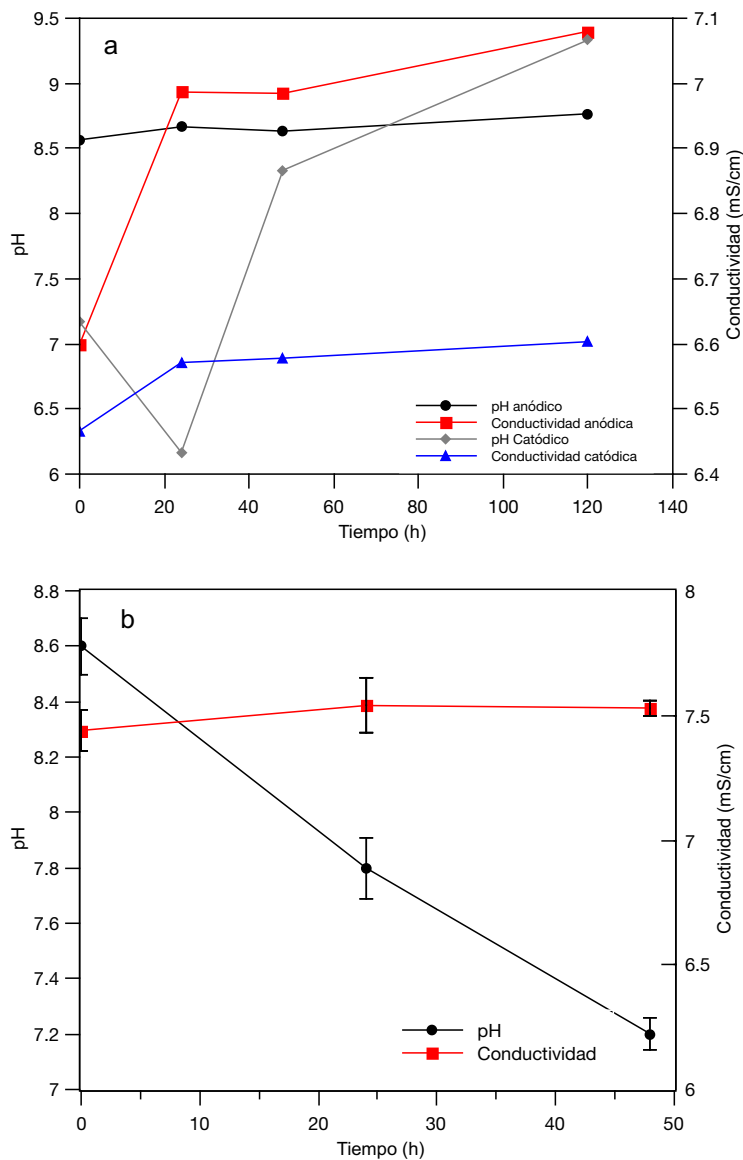 a
9.5
9
8.5
8
7.5
7
6.5
6
pH
7.1
7
6.9
6.8
6.7
6.6
6.5
6.4
Conductividad (mS/cm)
pH anódico
Conductividad anódica
pH Catódico
Conductividad catódica
0 20 40 60 80 100 120 140
Tiempo (h)
b
8.8
8.6
8.4
8.2
8
7.8
7.6
7.4
7.2
7
pH
8
7.5
7
6.5
6
Conductividad (mS/cm)
pH
Conductividad
0 10 20 30 40 50
Tiempo (h)